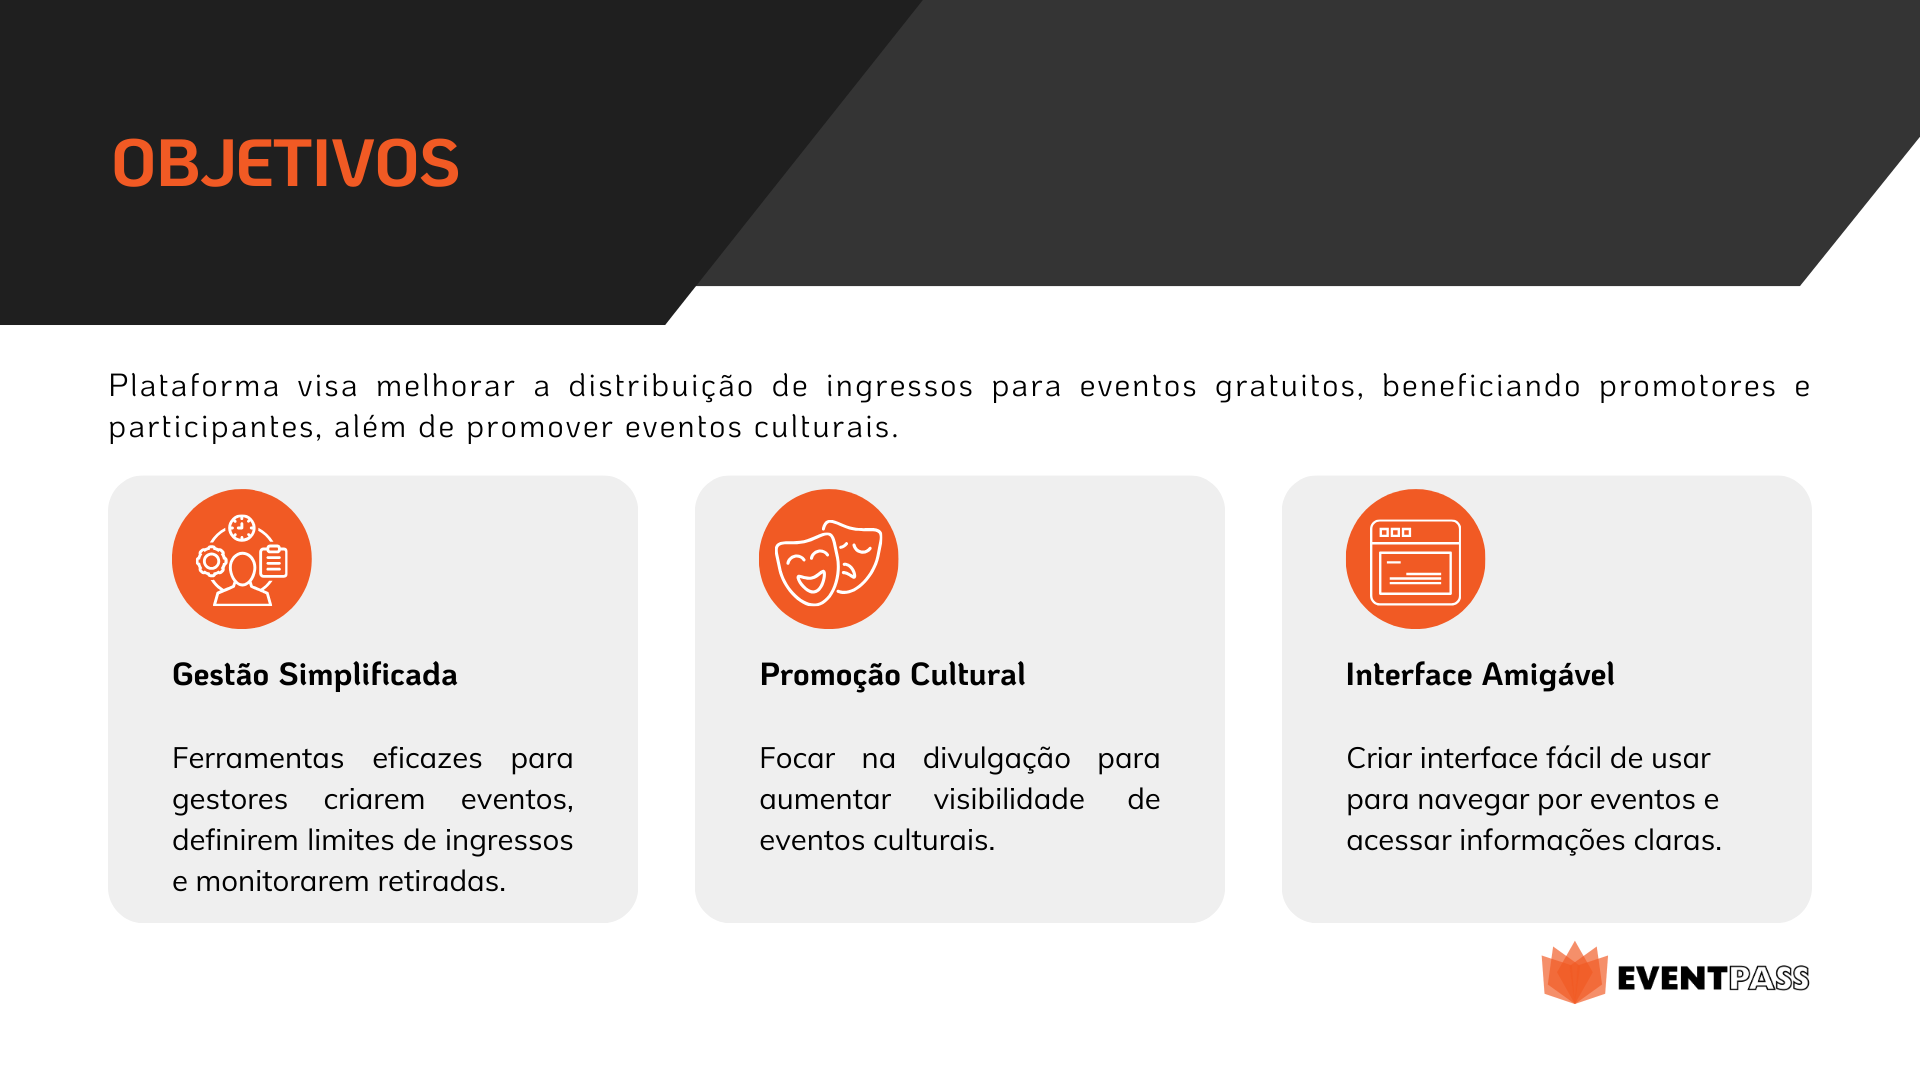 OBJETIVOS
Plataforma visa melhorar a distribuição de ingressos para eventos gratuitos, beneficiando promotores e
participantes, além de promover eventos culturais.
Gestão Simplificada
Ferramentas eficazes para
gestores criarem eventos,
definirem limites de ingressos
e monitorarem retiradas.
Promoção Cultural
Focar na divulgação para
aumentar visibilidade de
eventos culturais.
Interface Amigável
Criar interface fácil de usar
para navegar por eventos e
acessar informações claras.
EVENTPASS